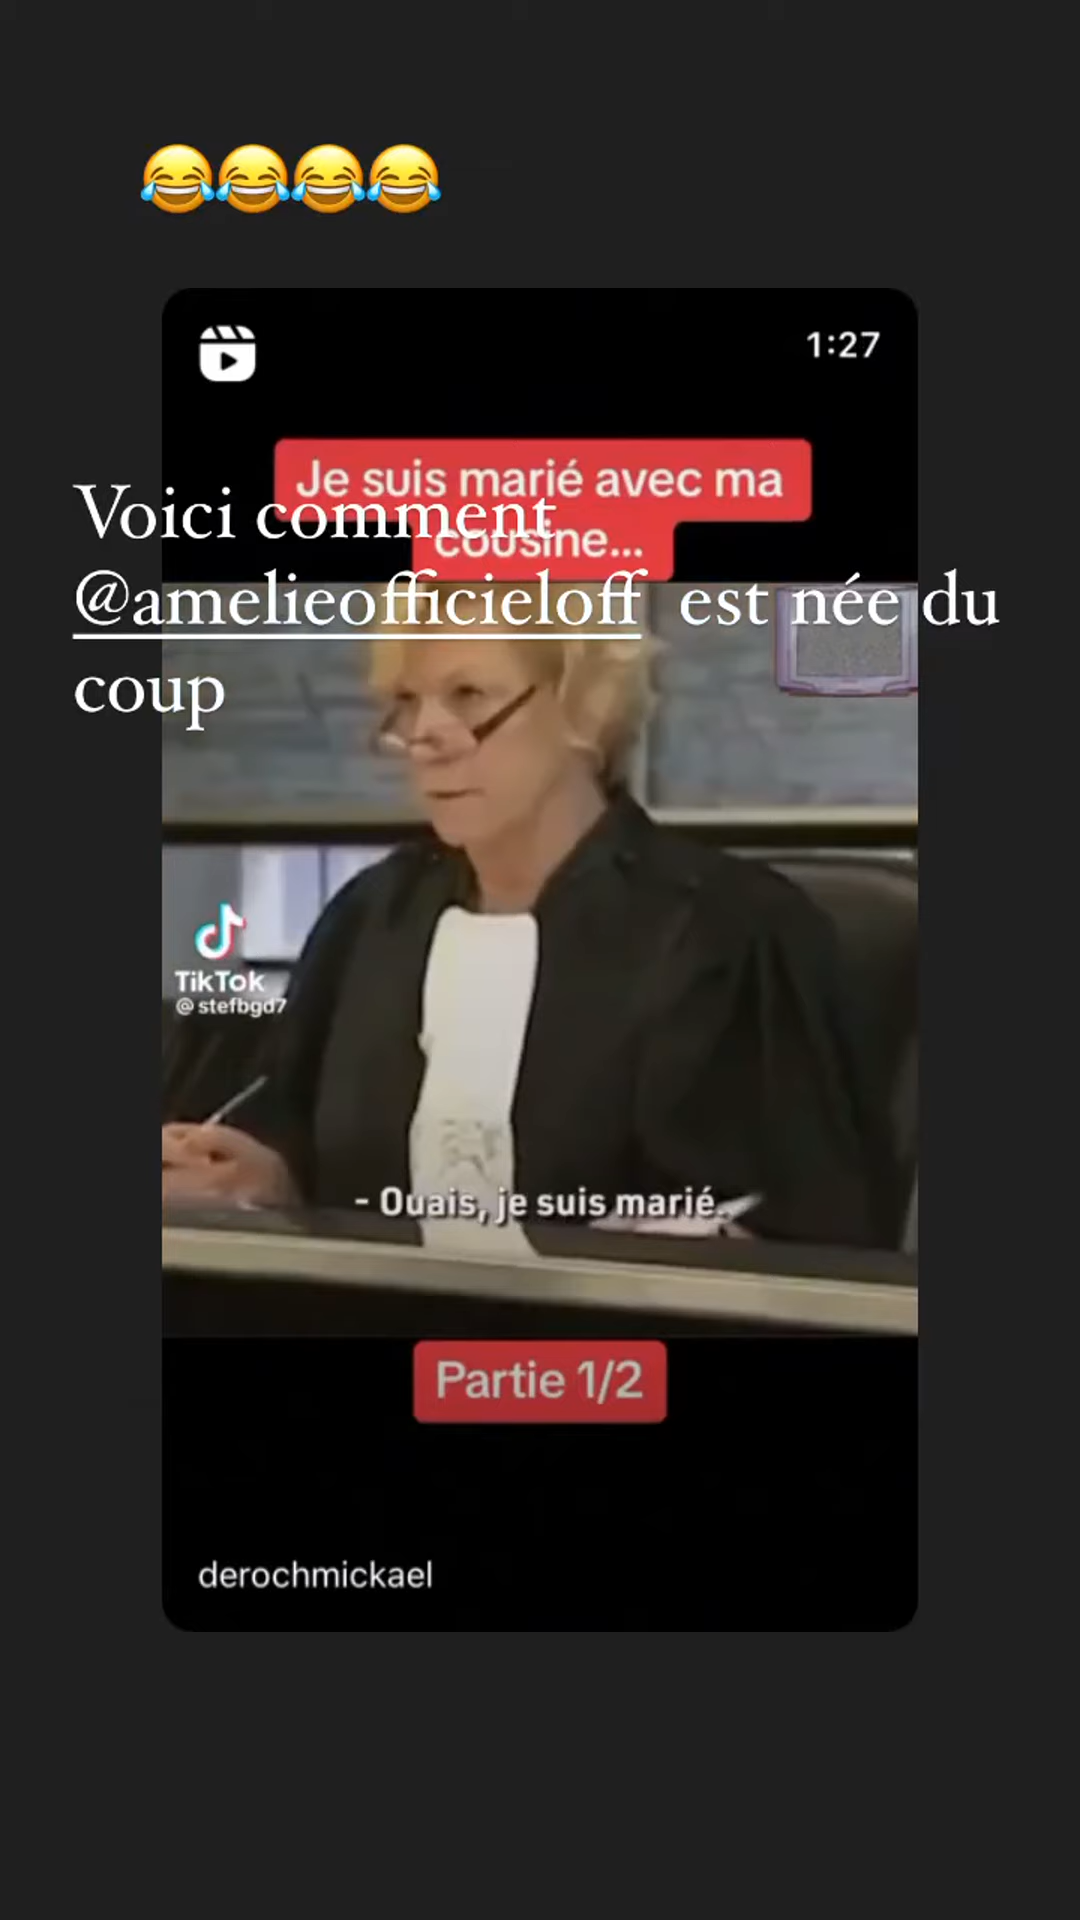 😂😂😂😂
1:27
Je suis marié avec ma
cousine...
Voici comment
@amelieofficieloff est née du
coup
TikTok
@stefbgd7
- Ouais, je suis marié.
Partie 1/2
derochmickael